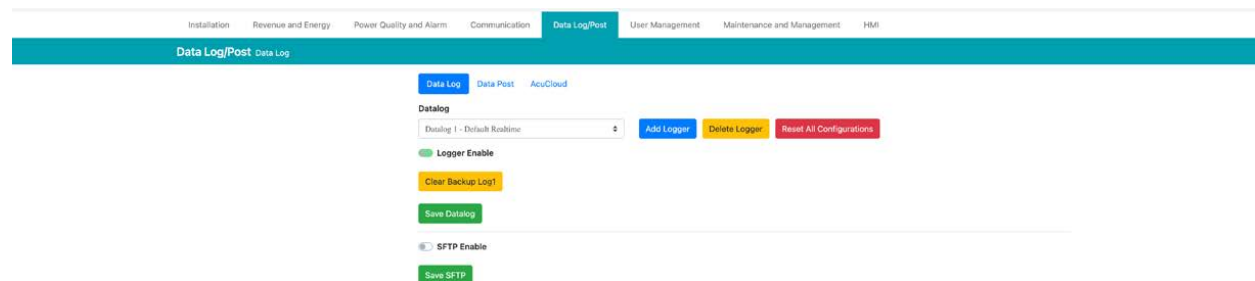 Installation Revenue and Energy Power Quality and Alarm Communication Data Log/Post User Management Maintenance and Management HMI
Data Log/Post Data Log
Data Log Data Post AcuCloud
Datalog
Datalog 1 - Default Realtime Add Logger Delete Logger Reset All Configurations
Logger Enable
Clear Backup Log1
Save Datalog
SFTP Enable
Save SFTP